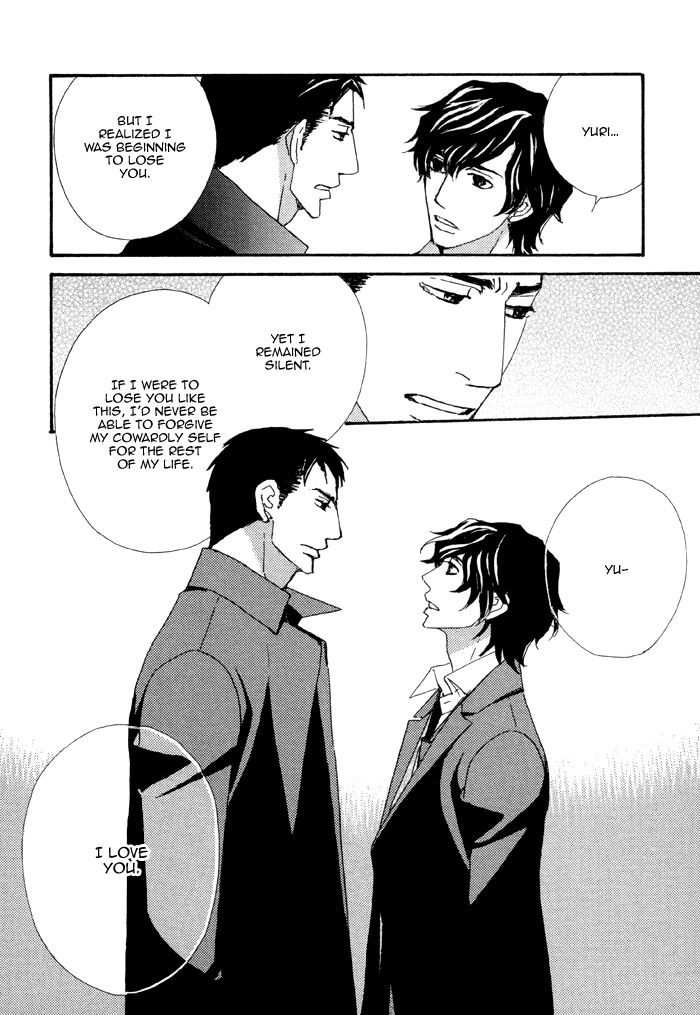 BUT I
REALIZED I
WAS BEGINNING
TO LOSE
YOU.
YURI...
YET I
REMAINED
SILENT.
IF I WERE TO
LOSE YOU LIKE
THIS, I'D NEVER BE
ABLE TO FORGIVE
MY COWARDLY SELF
FOR THE REST
OF MY LIFE.
YU-
I LOVE
YOU.